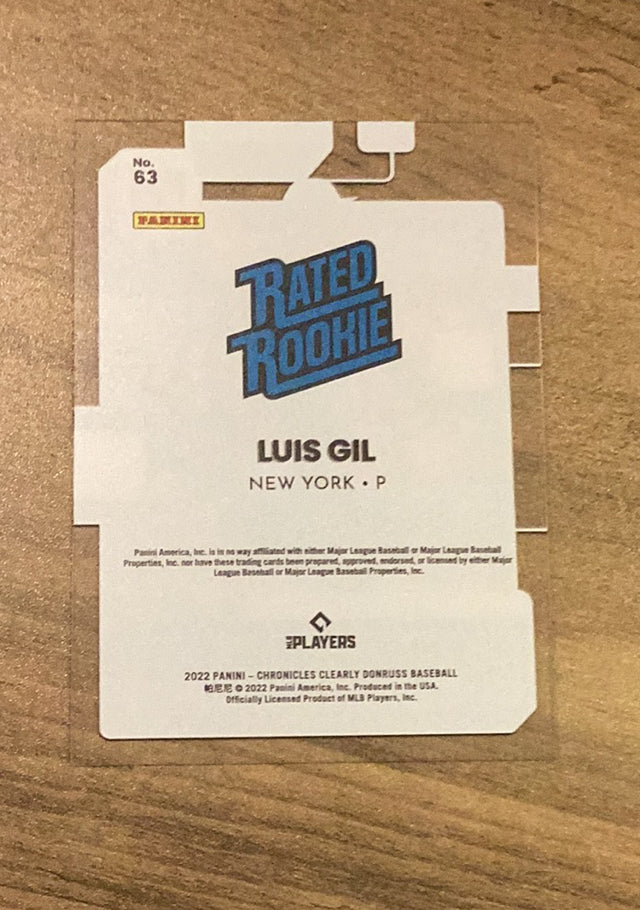 No.
63
PANINI
RATED
ROOKIE
LUIS GIL
NEW YORK • P
Panini America, Inc. is in no way affiliated with either Major League Baseball or Major League Baseball
Properties, Inc. nor have these trading cards been prepared, approved, endorsed, or licensed by either Major
League Baseball or Major League Baseball Properties, Inc.
MLB PLAYERS
2022 PANINI – CHRONICLES CLEARLY DONRUSS BASEBALL
帕尼尼 © 2022 Panini America, Inc. Produced in the USA.
Officially Licensed Product of MLB Players, Inc.